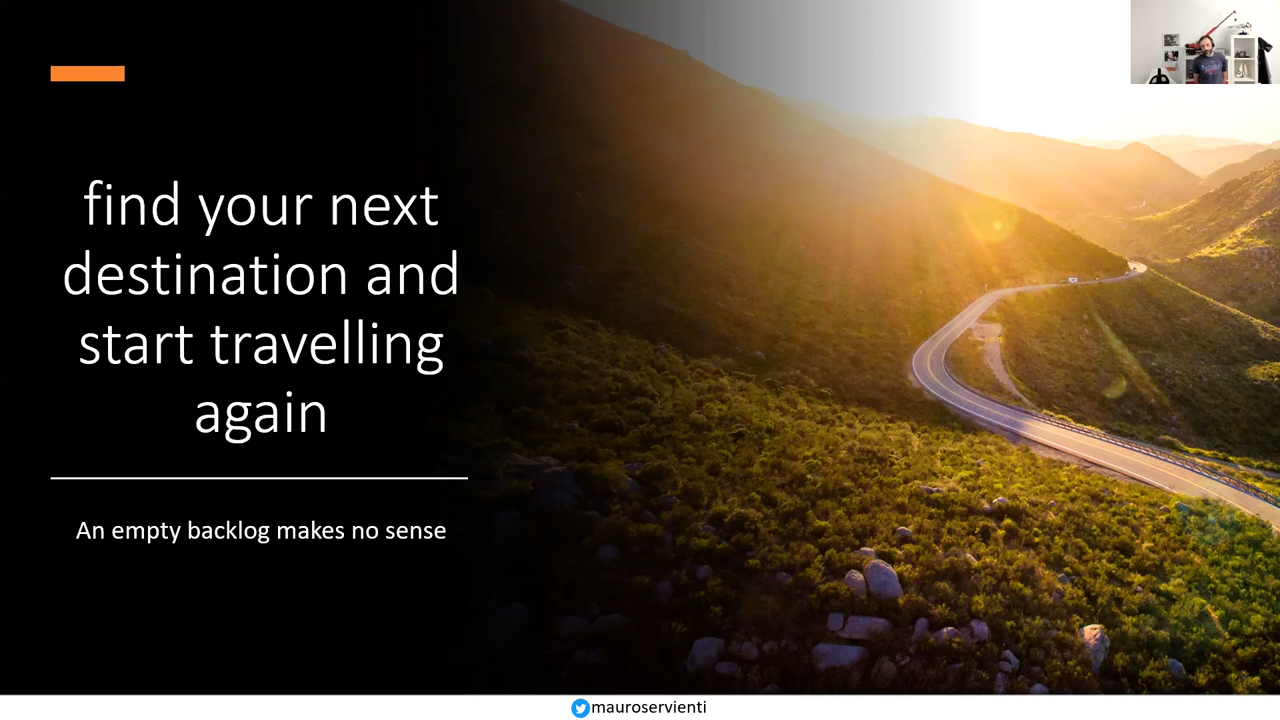 find your next
destination and
start travelling
again
An empty backlog makes no sense
mauroservienti